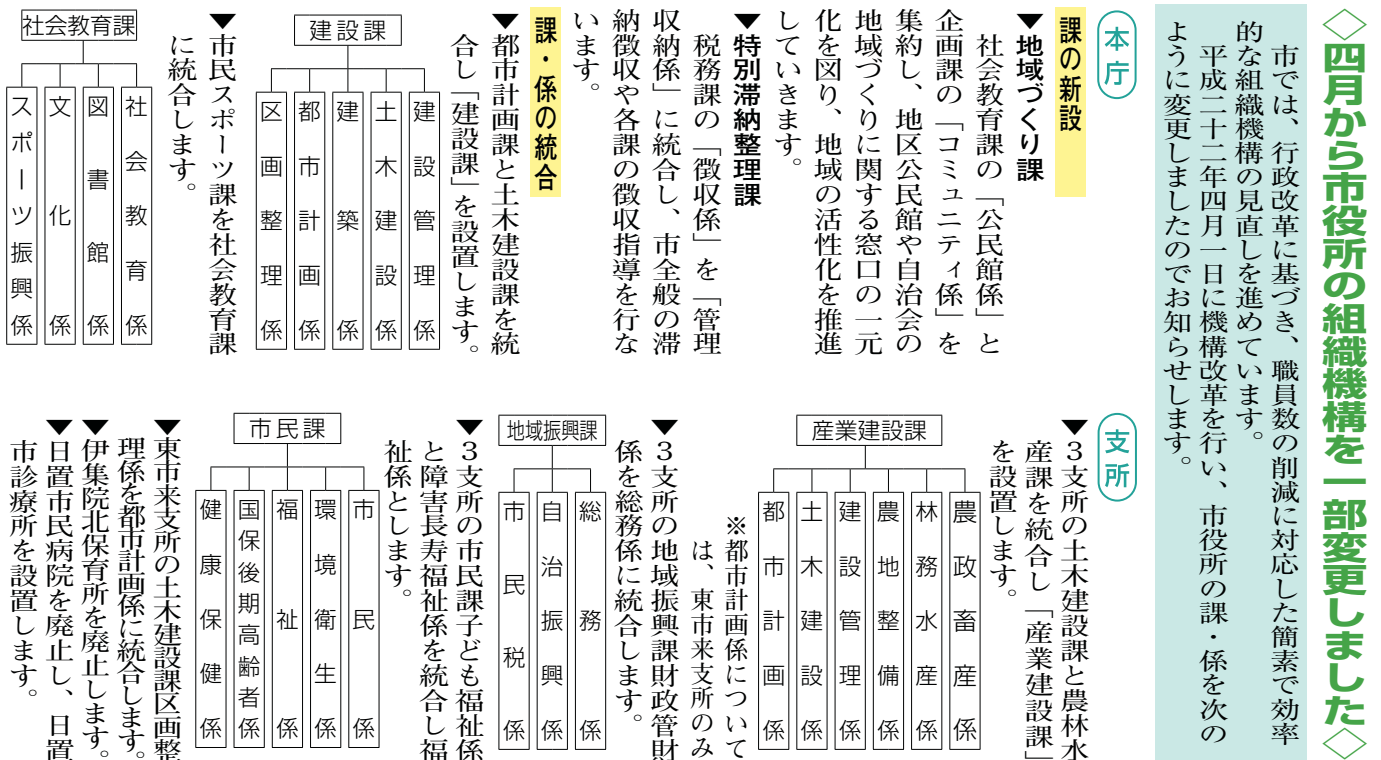 ◇四月から市役所の組織機構を一部変更しました◇
市では、行政改革に基づき、職員数の削減に対応した簡素で効率
的な組織機構の見直しを進めています。
平成二十二年四月一日に機構改革を行い、市役所の課・係を次の
ように変更しましたのでお知らせします。
本庁
課の新設
▼地域づくり課
社会教育課の「公民館係」と
企画課の「コミュニティ係」を
集約し、地区公民館や自治会の
地域づくりに関する窓口の一元
化を図り、地域の活性化を推進
していきます。
▼特別滞納整理課
税務課の「徴収係」を「管理
収納係」に統合し、市全般の滞
納徴収や各課の徴収指導を行な
います。
課・係の統合
▼都市計画課と土木建設課を統
合し「建設課」を設置します。
建設課
建設管理係
土木建設係
建築係
都市計画係
区画整理係
▼市民スポーツ課を社会教育課
に統合します。
社会教育課
社会教育係
図書館係
文化係
スポーツ振興係
支所
▼３支所の土木建設課と農林水
産課を統合し「産業建設課」
を設置します。
産業建設課
農政畜産係
林務水産係
農地整備係
建設管理係
土木建設係
都市計画係
※都市計画係について
は、東市来支所のみ
▼３支所の地域振興課財政管財
係を総務係に統合します。
地域振興課
総務係
自治振興係
市民税係
▼３支所の市民課子ども福祉係
と障害長寿福祉係を統合し福
祉係とします。
市民課
市民係
環境衛生係
福祉係
国保後期高齢者係
健康保健係
▼東市来支所の土木建設課区画整
理係を都市計画係に統合します。
▼伊集院北保育所を廃止します。
▼日置市民病院を廃止し、日置
市診療所を設置します。